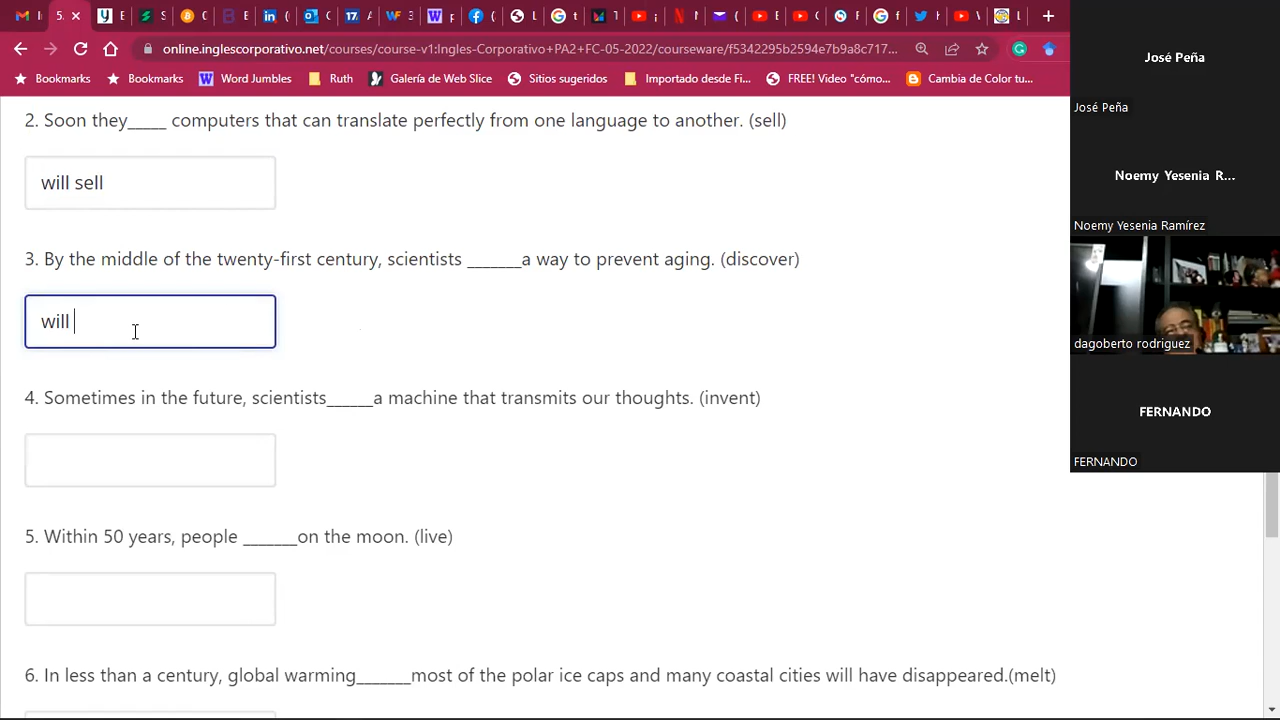 5.
online.inglescorporativo.net/courses/course-v1:Ingles-Corporativo+PA2+FC-05-2022/courseware/f5342295b2594e7b9a8c717...
Bookmarks Bookmarks Word Jumbles Ruth Galería de Web Slice Sitios sugeridos Importado desde Fi... FREE! Video "cómo... Cambia de Color tu...
2. Soon they_____ computers that can translate perfectly from one language to another. (sell)
will sell
3. By the middle of the twenty-first century, scientists _______a way to prevent aging. (discover)
will
4. Sometimes in the future, scientists______a machine that transmits our thoughts. (invent)
5. Within 50 years, people _______on the moon. (live)
6. In less than a century, global warming_______most of the polar ice caps and many coastal cities will have disappeared.(melt)
José Peña
José Peña
Noemy Yesenia R...
Noemy Yesenia Ramírez
dagoberto rodriguez
FERNANDO
FERNANDO